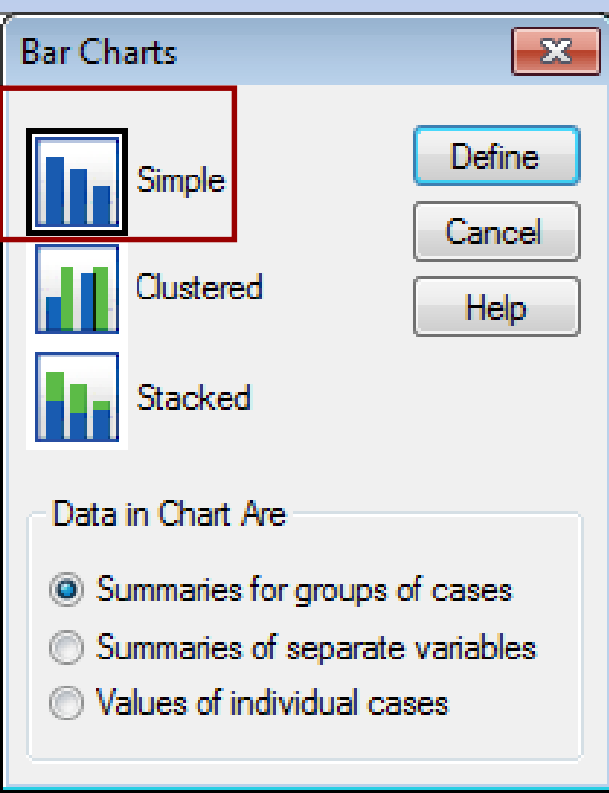 Bar Charts
Simple
Define
Cancel
Clustered
Help
Stacked
Data in Chart Are
Summaries for groups of cases
Summaries of separate variables
Values of individual cases